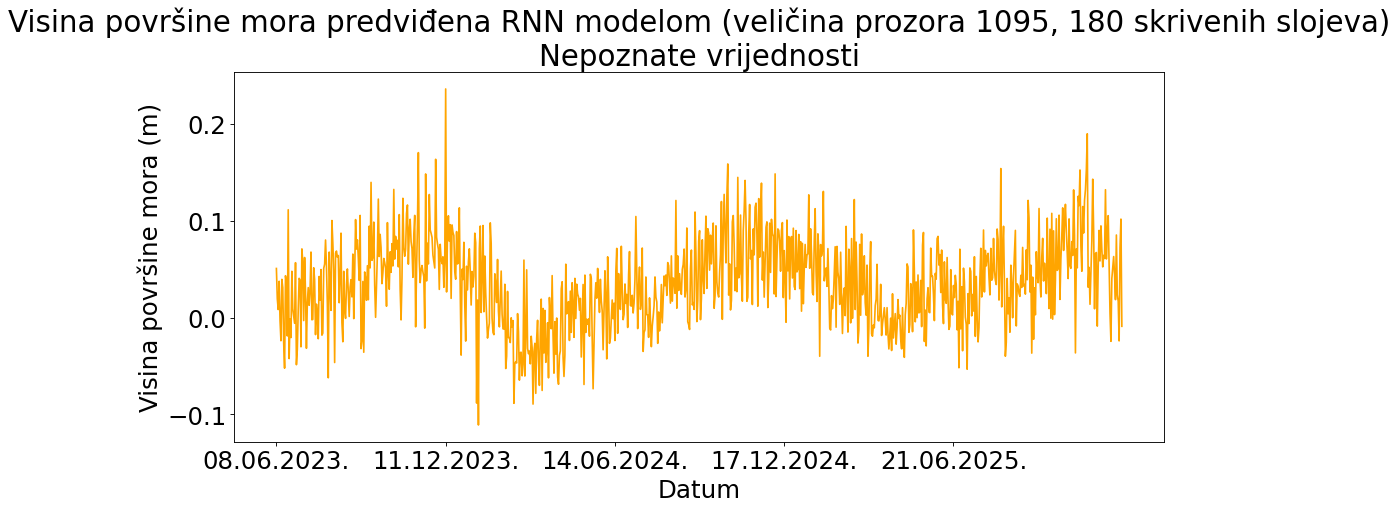 Visina površine mora predviđena RNN modelom (veličina prozora 1095, 180 skrivenih slojeva)
Nepoznate vrijednosti
Visina površine mora (m)
0.2
0.1
0.0
−0.1
08.06.2023. 11.12.2023. 14.06.2024. 17.12.2024. 21.06.2025.
Datum